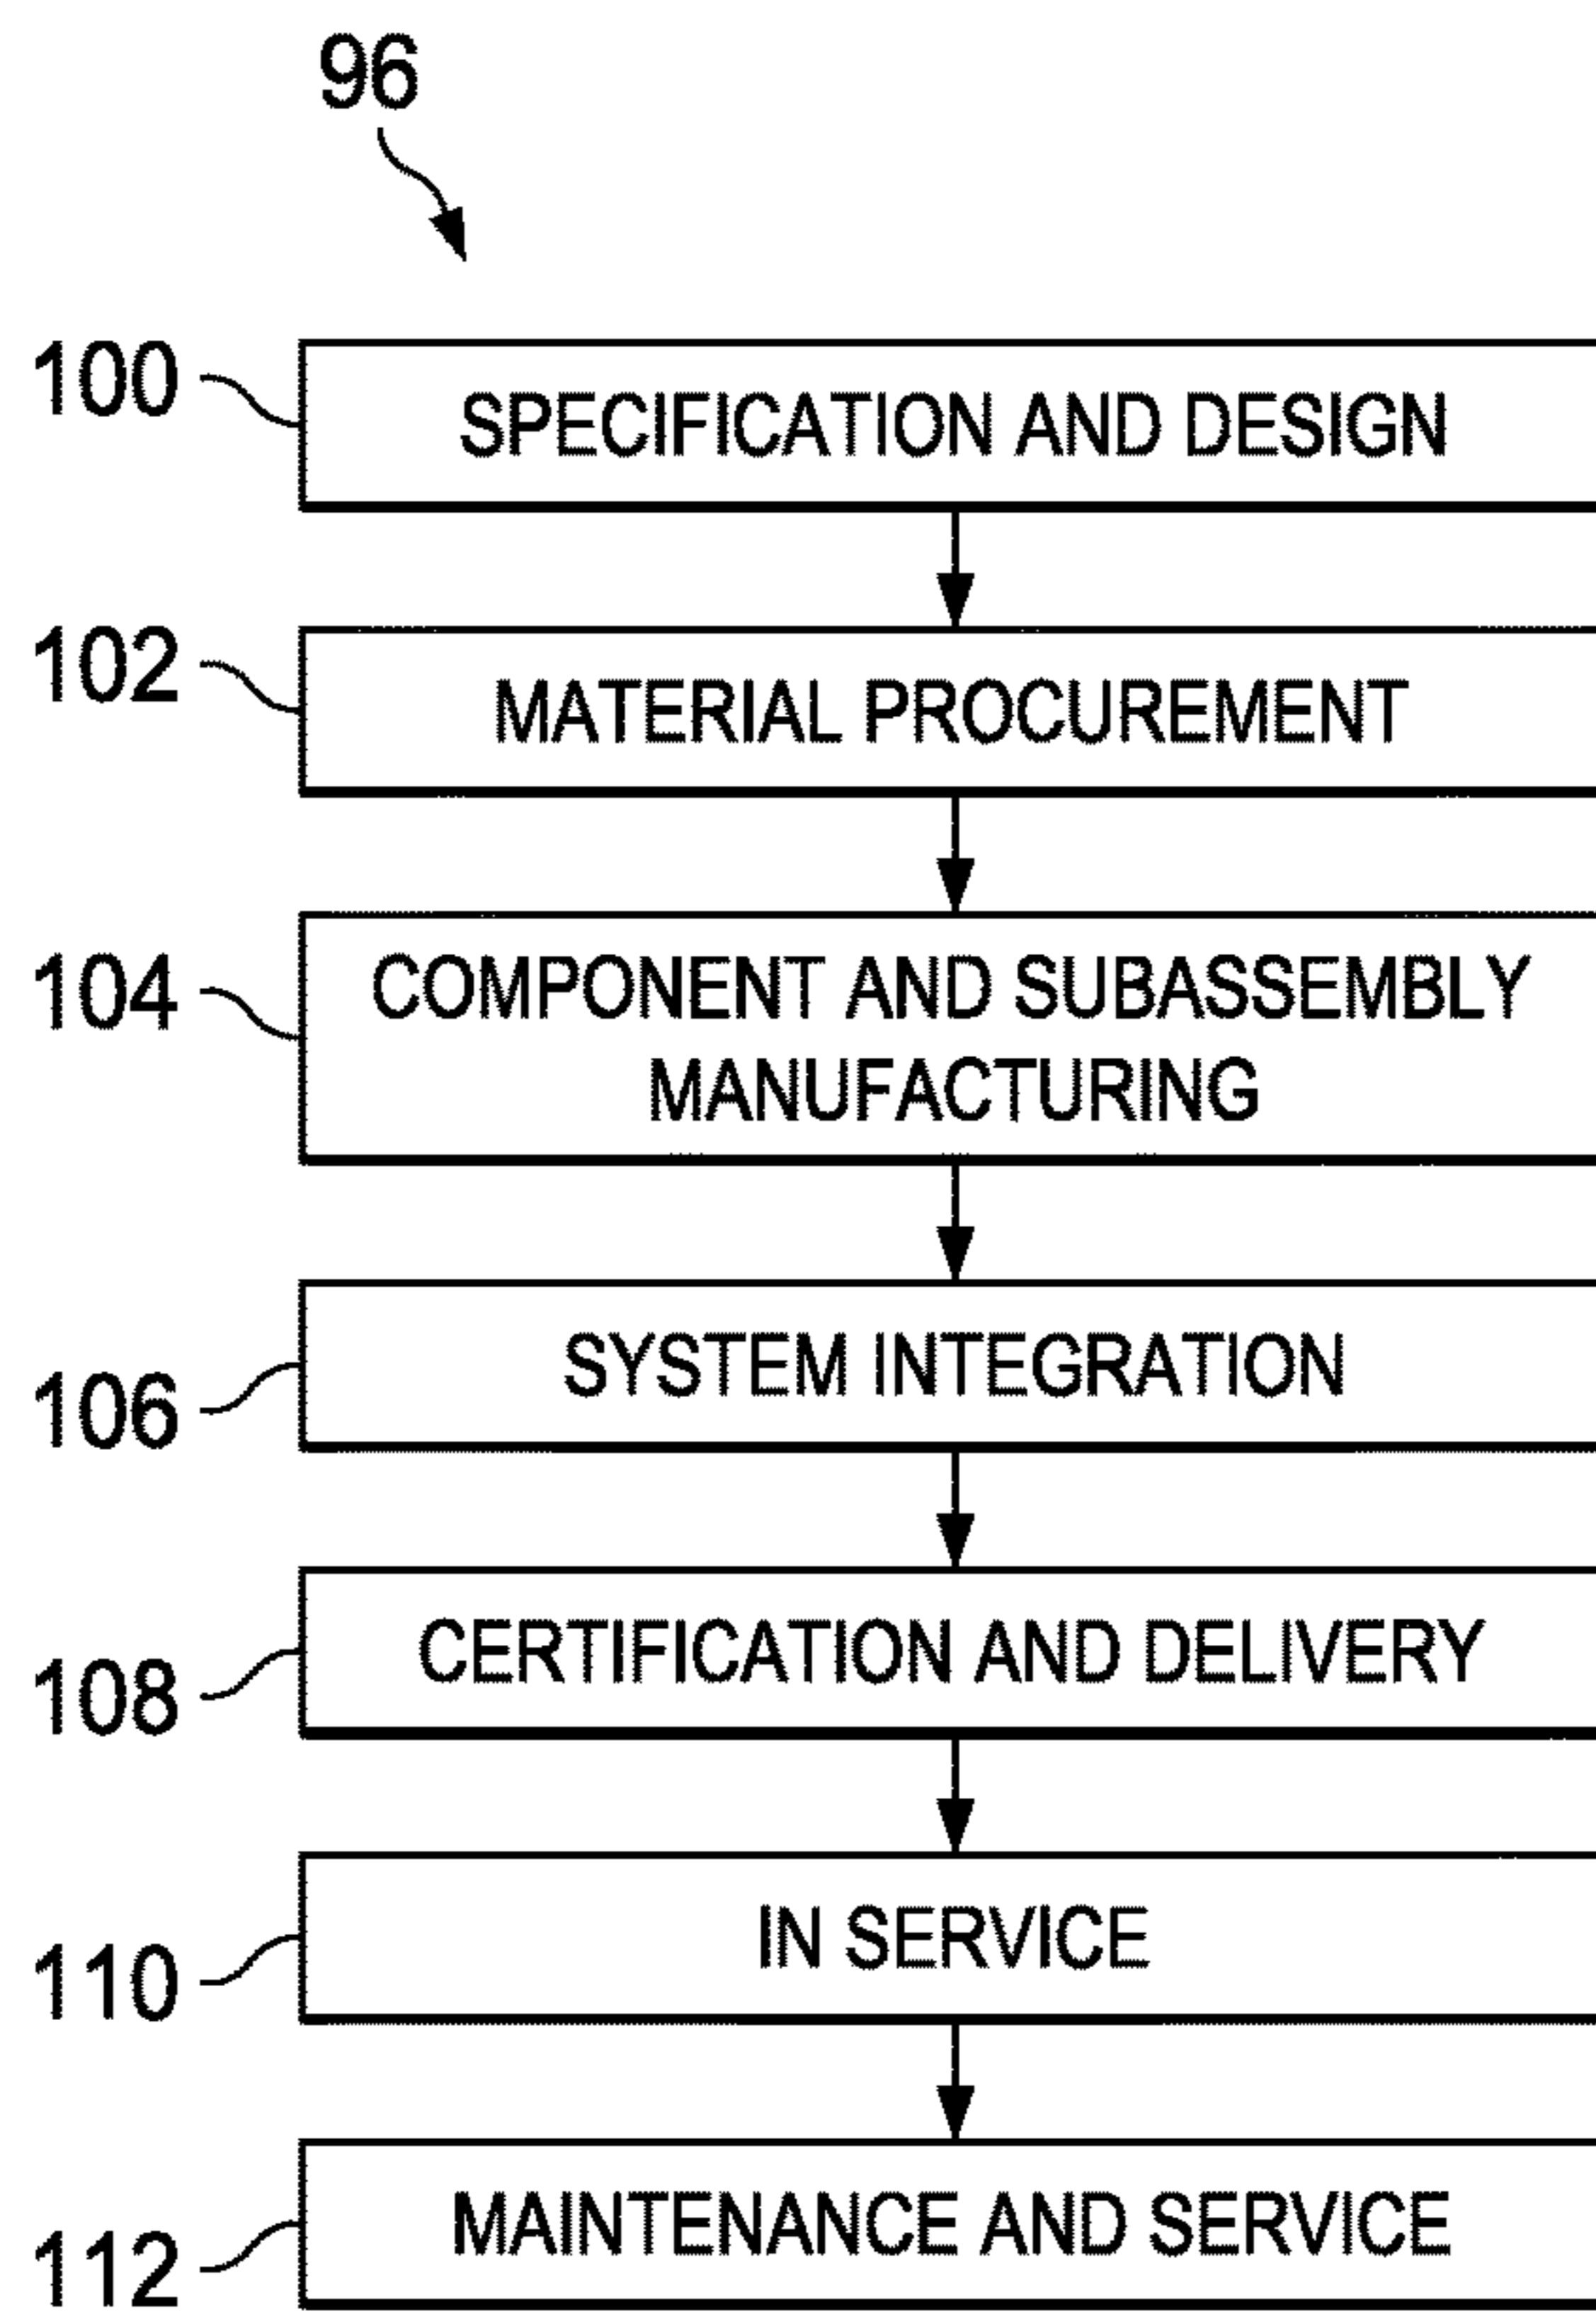 96
100 SPECIFICATION AND DESIGN
102 MATERIAL PROCUREMENT
104 COMPONENT AND SUBASSEMBLY
MANUFACTURING
106 SYSTEM INTEGRATION
108 CERTIFICATION AND DELIVERY
110 IN SERVICE
112 MAINTENANCE AND SERVICE